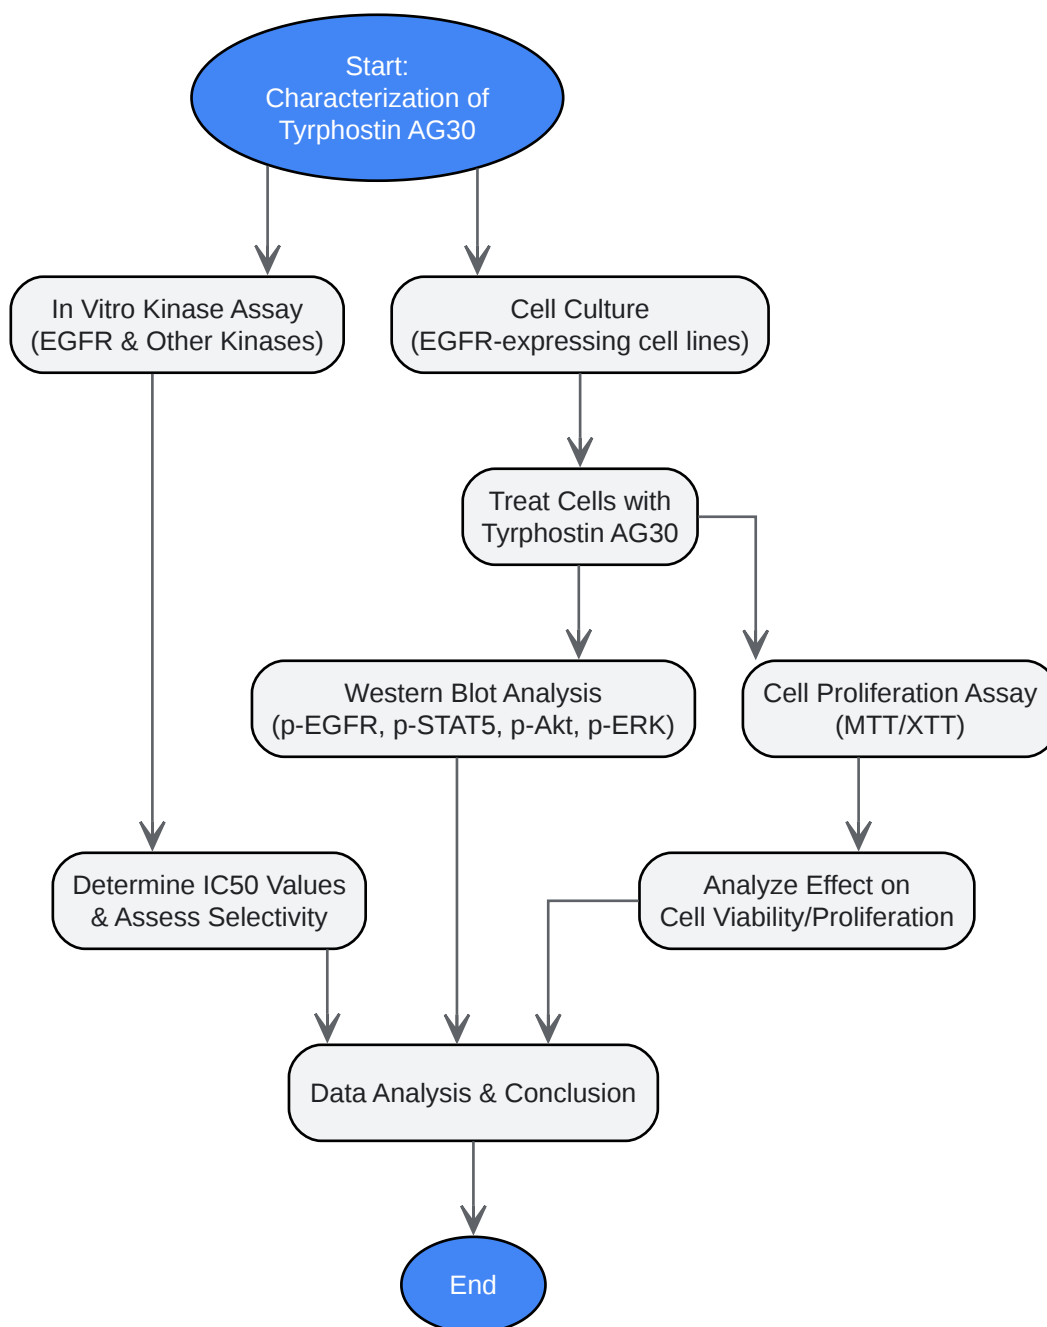 Start:
Characterization of
Tyrphostin AG30
In Vitro Kinase Assay
(EGFR & Other Kinases)
Cell Culture
(EGFR-expressing cell lines)
Treat Cells with
Tyrphostin AG30
Western Blot Analysis
(p-EGFR, p-STAT5, p-Akt, p-ERK)
Cell Proliferation Assay
(MTT/XTT)
Determine IC50 Values
& Assess Selectivity
Analyze Effect on
Cell Viability/Proliferation
Data Analysis & Conclusion
End